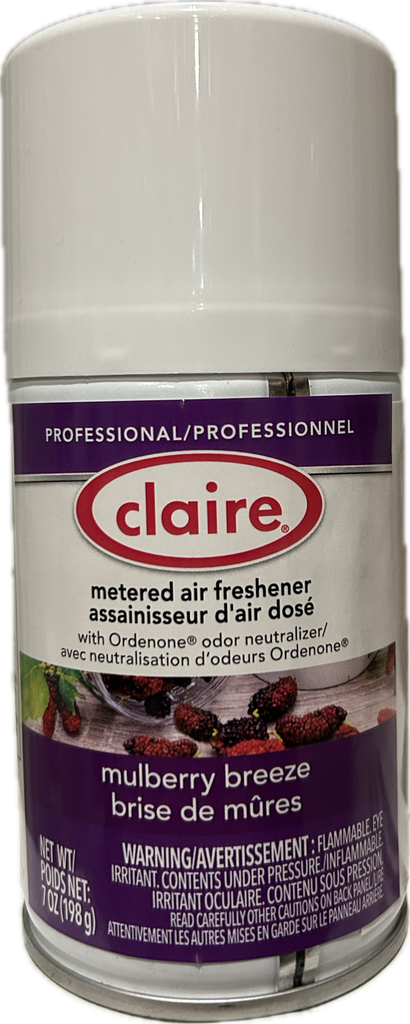 PROFESSIONAL/PROFESSIONNEL
claire®
metered air freshener
assainisseur d'air dosé
with Ordenone® odor neutralizer/
avec neutralisation d'odeurs Ordenone®
mulberry breeze
brise de mûres
NET WT/
POIDS NET:
7 OZ (198 g)
WARNING/AVERTISSEMENT : FLAMMABLE. EYE
IRRITANT. CONTENTS UNDER PRESSURE./INFLAMMABLE.
IRRITANT OCULAIRE. CONTENU SOUS PRESSION.
READ CAREFULLY OTHER CAUTIONS ON BACK PANEL. LIRE
ATTENTIVEMENT LES AUTRES MISES EN GARDE SUR LE PANNEAU ARRIÈRE.